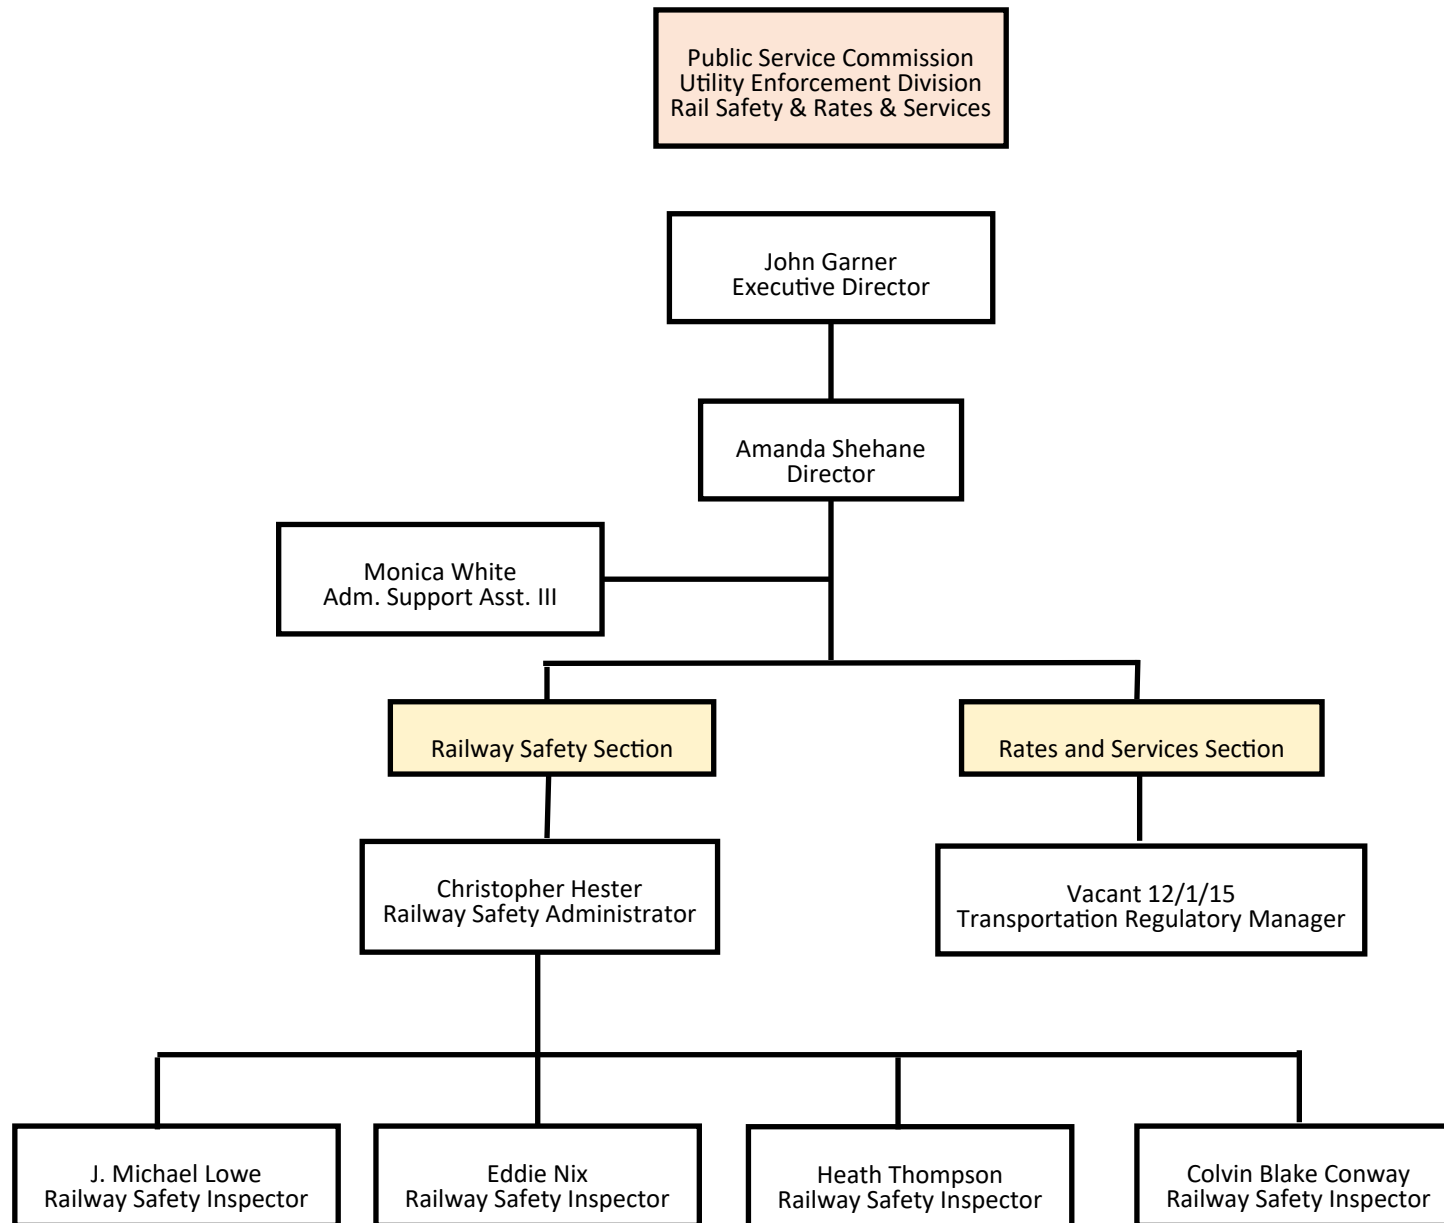 Public Service Commission
Utility Enforcement Division
Rail Safety & Rates & Services
John Garner
Executive Director
Amanda Shehane
Director
Monica White
Adm. Support Asst. III
Railway Safety Section
Rates and Services Section
Christopher Hester
Railway Safety Administrator
Vacant 12/1/15
Transportation Regulatory Manager
J. Michael Lowe
Railway Safety Inspector
Eddie Nix
Railway Safety Inspector
Heath Thompson
Railway Safety Inspector
Colvin Blake Conway
Railway Safety Inspector